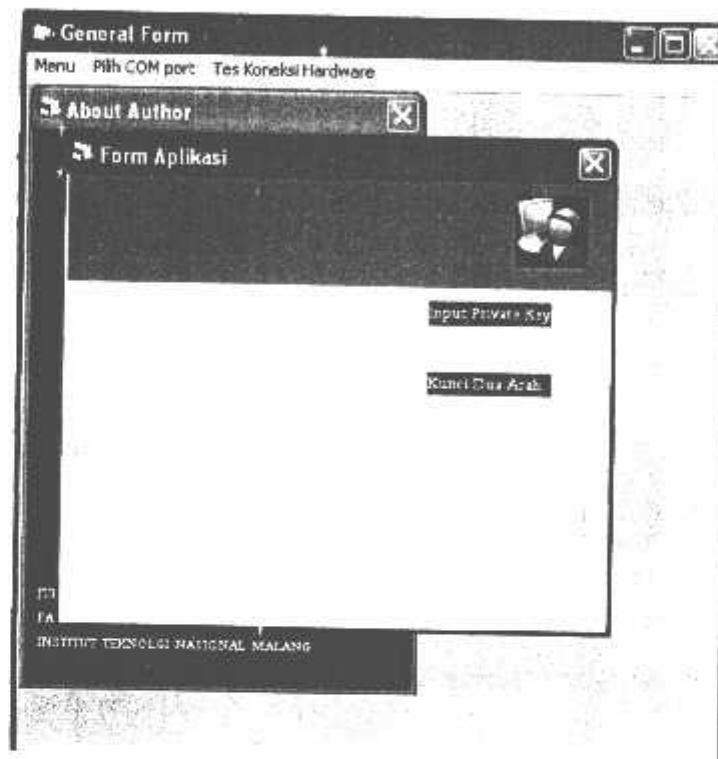 General Form
Menu Pilih COM port Tes Koneksi Hardware
About Author
Form Aplikasi
Input Private Key
Kunci Dua Arah
INSTITUT TEKNOLGI NASIONAL MALANG